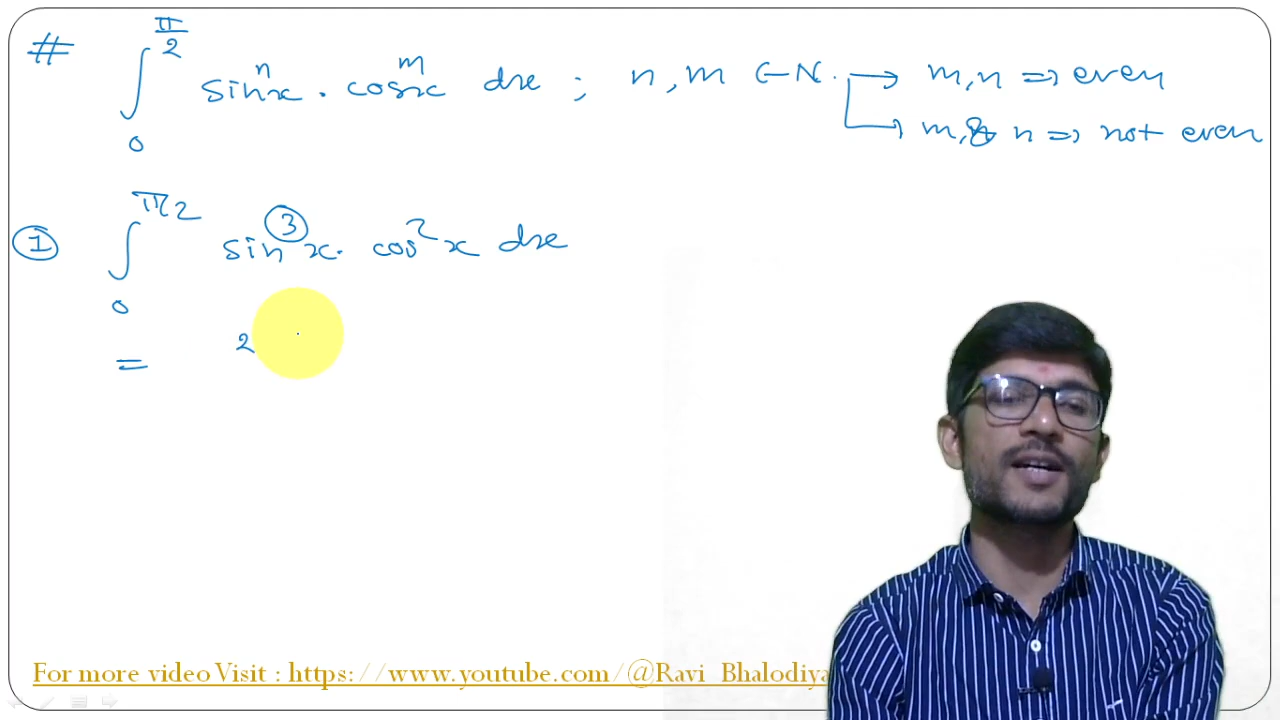 # ∫₀^{π/2} sinⁿx · cosᵐx dx ; n, m ∈ N. → m, n ⇒ even
→ m, & n ⇒ not even
① ∫₀^{π/2} sin³x · cos²x dx
= 2
For more video Visit : https://www.youtube.com/@Ravi_Bhalodiya